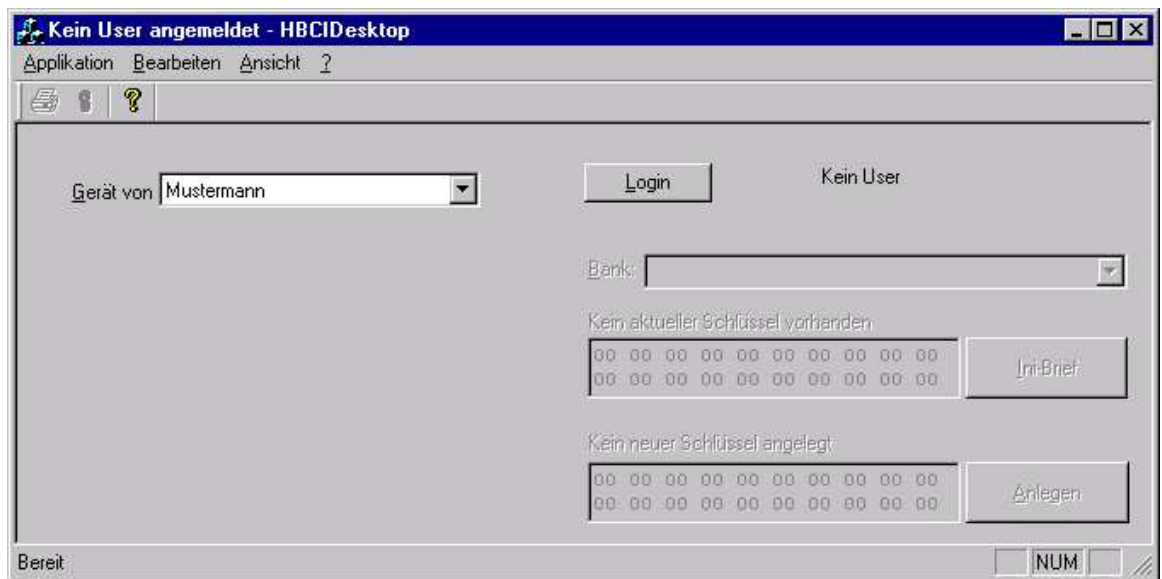 Kein User angemeldet - HBCIDesktop
Applikation Bearbeiten Ansicht ?
Gerät von Mustermann
Login
Kein User
Bank:
Kein aktueller Schlüssel vorhanden
00 00 00 00 00 00 00 00 00 00
00 00 00 00 00 00 00 00 00 00
Ini-Brief
Kein neuer Schlüssel angelegt
00 00 00 00 00 00 00 00 00 00
00 00 00 00 00 00 00 00 00 00
Anlegen
Bereit
NUM